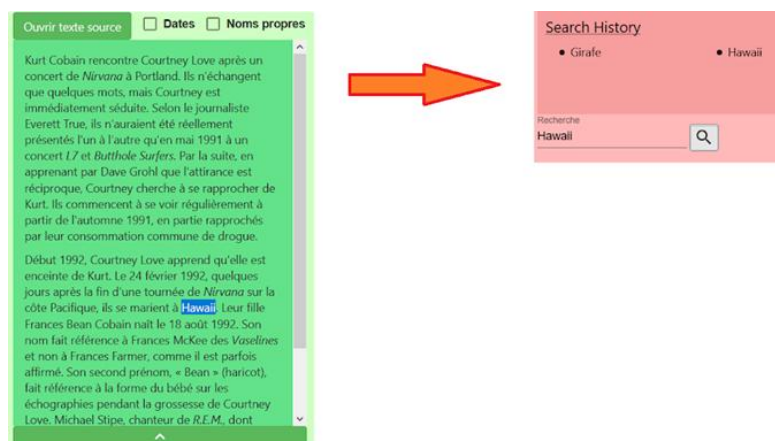 Ouvrir texte source
Dates
Noms propres
Kurt Cobain rencontre Courtney Love après un
concert de Nirvana à Portland. Ils n'échangent
que quelques mots, mais Courtney est
immédiatement séduite. Selon le journaliste
Everett True, ils n'auraient été réellement
présentés l'un à l'autre qu'en mai 1991 à un
concert L7 et Butthole Surfers. Par la suite, en
apprenant par Dave Grohl que l'attirance est
réciproque, Courtney cherche à se rapprocher de
Kurt. Ils commencent à se voir régulièrement à
partir de l'automne 1991, en partie rapprochés
par leur consommation commune de drogue.
Début 1992, Courtney Love apprend qu'elle est
enceinte de Kurt. Le 24 février 1992, quelques
jours après la fin d'une tournée de Nirvana sur la
côte Pacifique, ils se marient à Hawaii. Leur fille
Frances Bean Cobain naît le 18 août 1992. Son
nom fait référence à Frances McKee des Vaselines
et non à Frances Farmer, comme il est parfois
affirmé. Son second prénom, « Bean » (haricot),
fait référence à la forme du bébé sur les
échographies pendant la grossesse de Courtney
Love. Michael Stipe, chanteur de R.E.M., dont
Search History
Girafe
Hawaii
Recherche
Hawaii